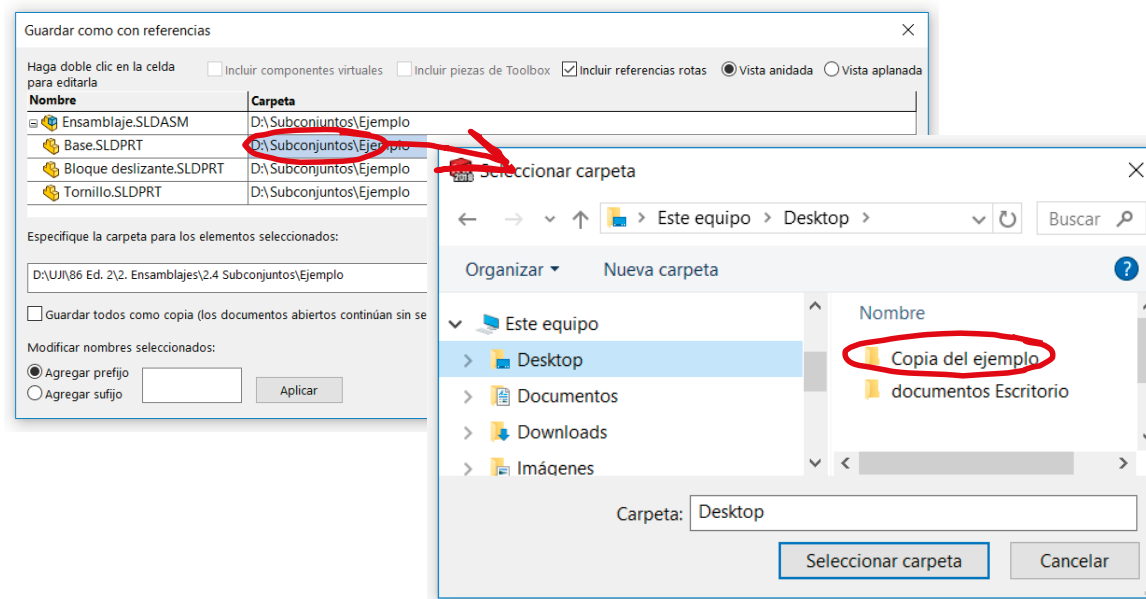 Guardar como con referencias
Haga doble clic en la celda
para editarla
Incluir componentes virtuales Incluir piezas de Toolbox Incluir referencias rotas Vista anidada Vista aplanada
Nombre Carpeta
Ensamblaje.SLDASM D:\Subconjuntos\Ejemplo
Base.SLDPRT D:\Subconjuntos\Ejemplo
Bloque deslizante.SLDPRT D:\Subconjuntos\Ejemplo
Tornillo.SLDPRT D:\Subconjuntos\Ejemplo
Especifique la carpeta para los elementos seleccionados:
D:\UJI\86 Ed. 2\2. Ensamblajes\2.4 Subconjuntos\Ejemplo
Guardar todos como copia (los documentos abiertos continúan sin se
Modificar nombres seleccionados:
Agregar prefijo
Agregar sufijo
Aplicar
Seleccionar carpeta
Este equipo > Desktop >
Buscar
Organizar
Nueva carpeta
Este equipo
Desktop
Documentos
Downloads
Imágenes
Nombre
Copia del ejemplo
documentos Escritorio
Carpeta: Desktop
Seleccionar carpeta
Cancelar